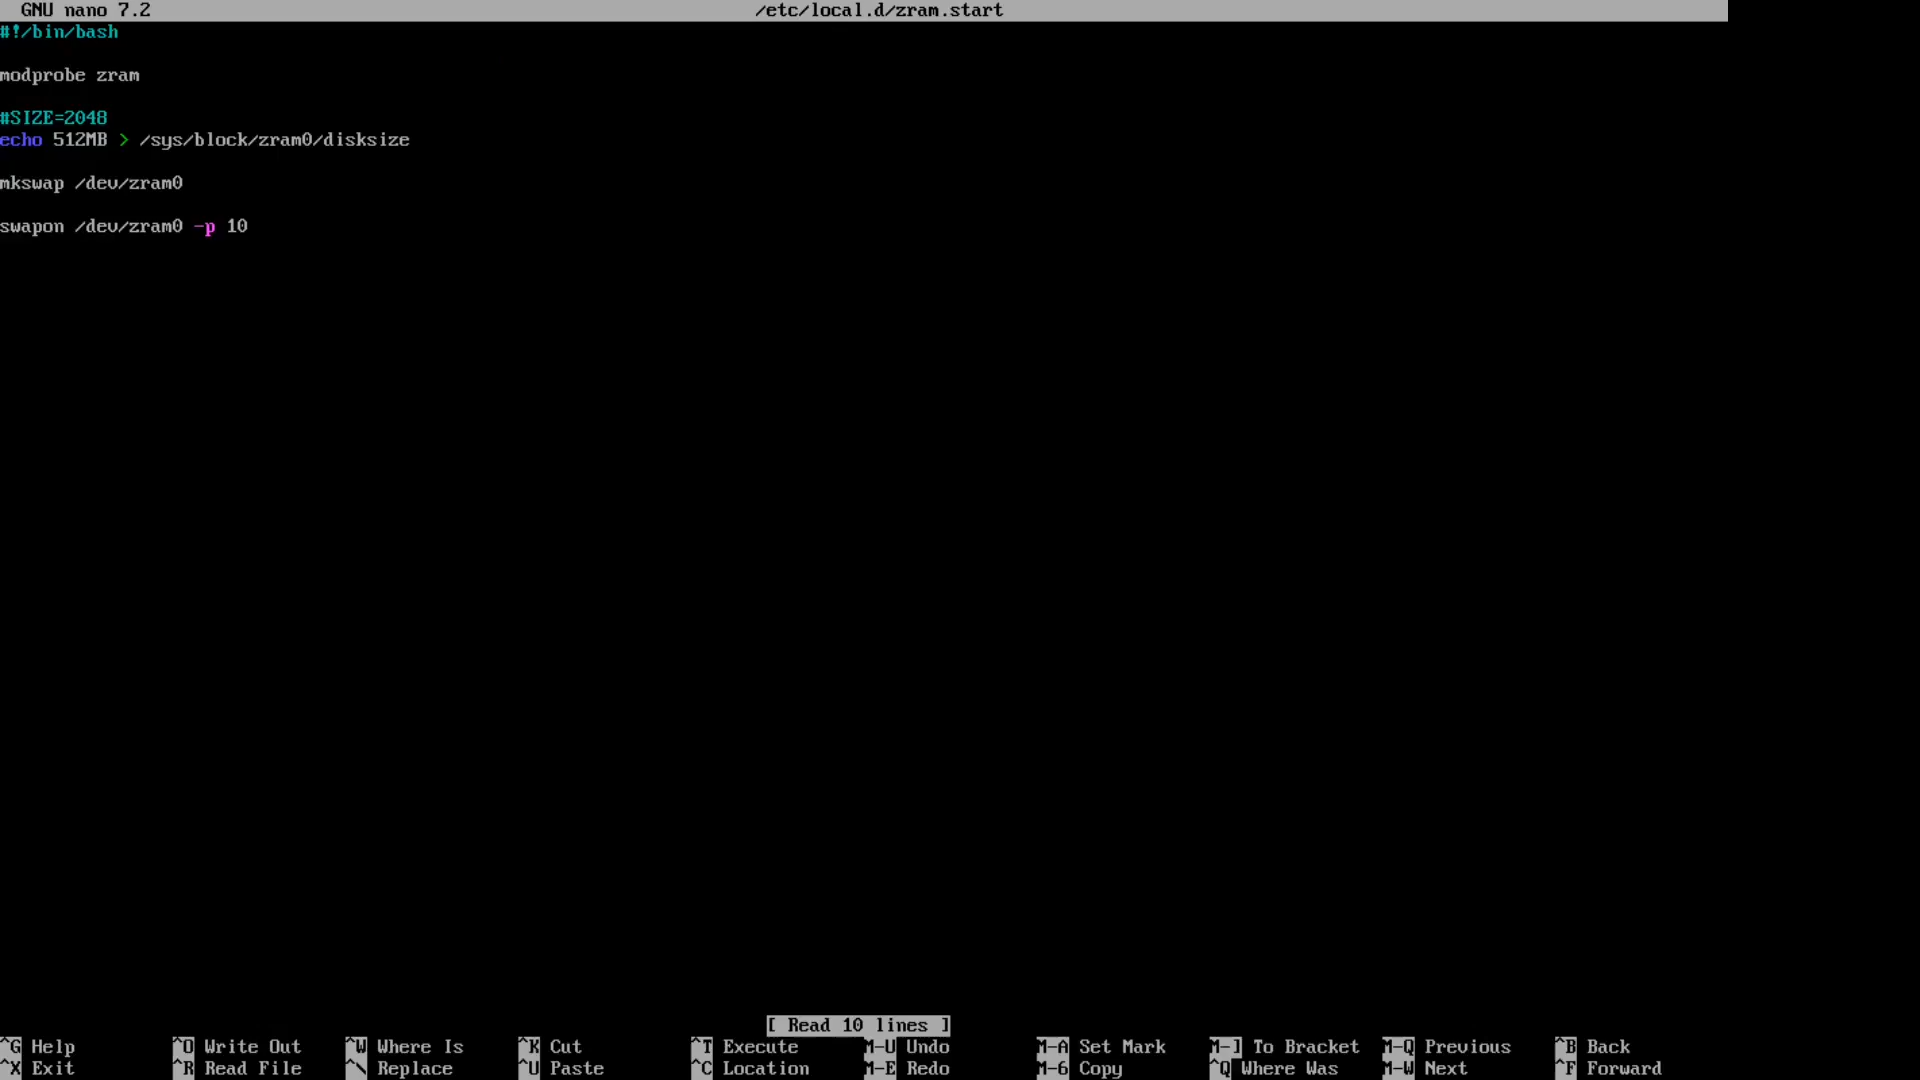 GNU nano 7.2 /etc/local.d/zram.start
#!/bin/bash
modprobe zram
#SIZE=2048
echo 512MB > /sys/block/zram0/disksize
mkswap /dev/zram0
swapon /dev/zram0 -p 10
[ Read 10 lines ]
^G Help ^O Write Out ^W Where Is ^K Cut ^T Execute M-U Undo M-A Set Mark M-] To Bracket M-Q Previous ^B Back
^X Exit ^R Read File ^\ Replace ^U Paste ^C Location M-E Redo M-6 Copy ^Q Where Was M-W Next ^F Forward